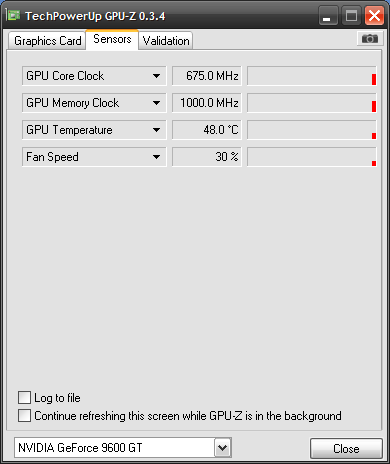 TechPowerUp GPU-Z 0.3.4
Graphics Card Sensors Validation
GPU Core Clock 675.0 MHz
GPU Memory Clock 1000.0 MHz
GPU Temperature 48.0 °C
Fan Speed 30 %
Log to file
Continue refreshing this screen while GPU-Z is in the background
NVIDIA GeForce 9600 GT Close